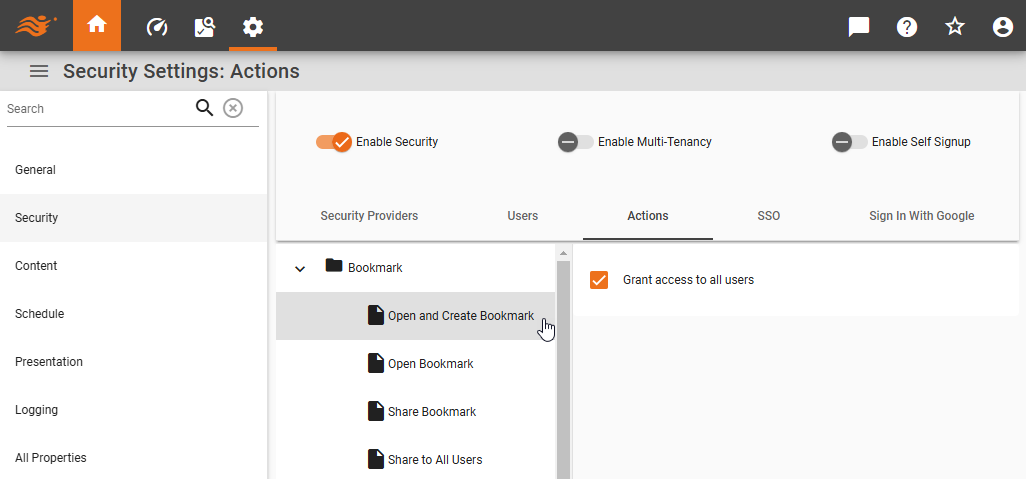 Security Settings: Actions
Search
General
Security
Content
Schedule
Presentation
Logging
All Properties
Enable Security
Enable Multi-Tenancy
Enable Self Signup
Security Providers
Users
Actions
SSO
Sign In With Google
Bookmark
Open and Create Bookmark
Open Bookmark
Share Bookmark
Share to All Users
Grant access to all users